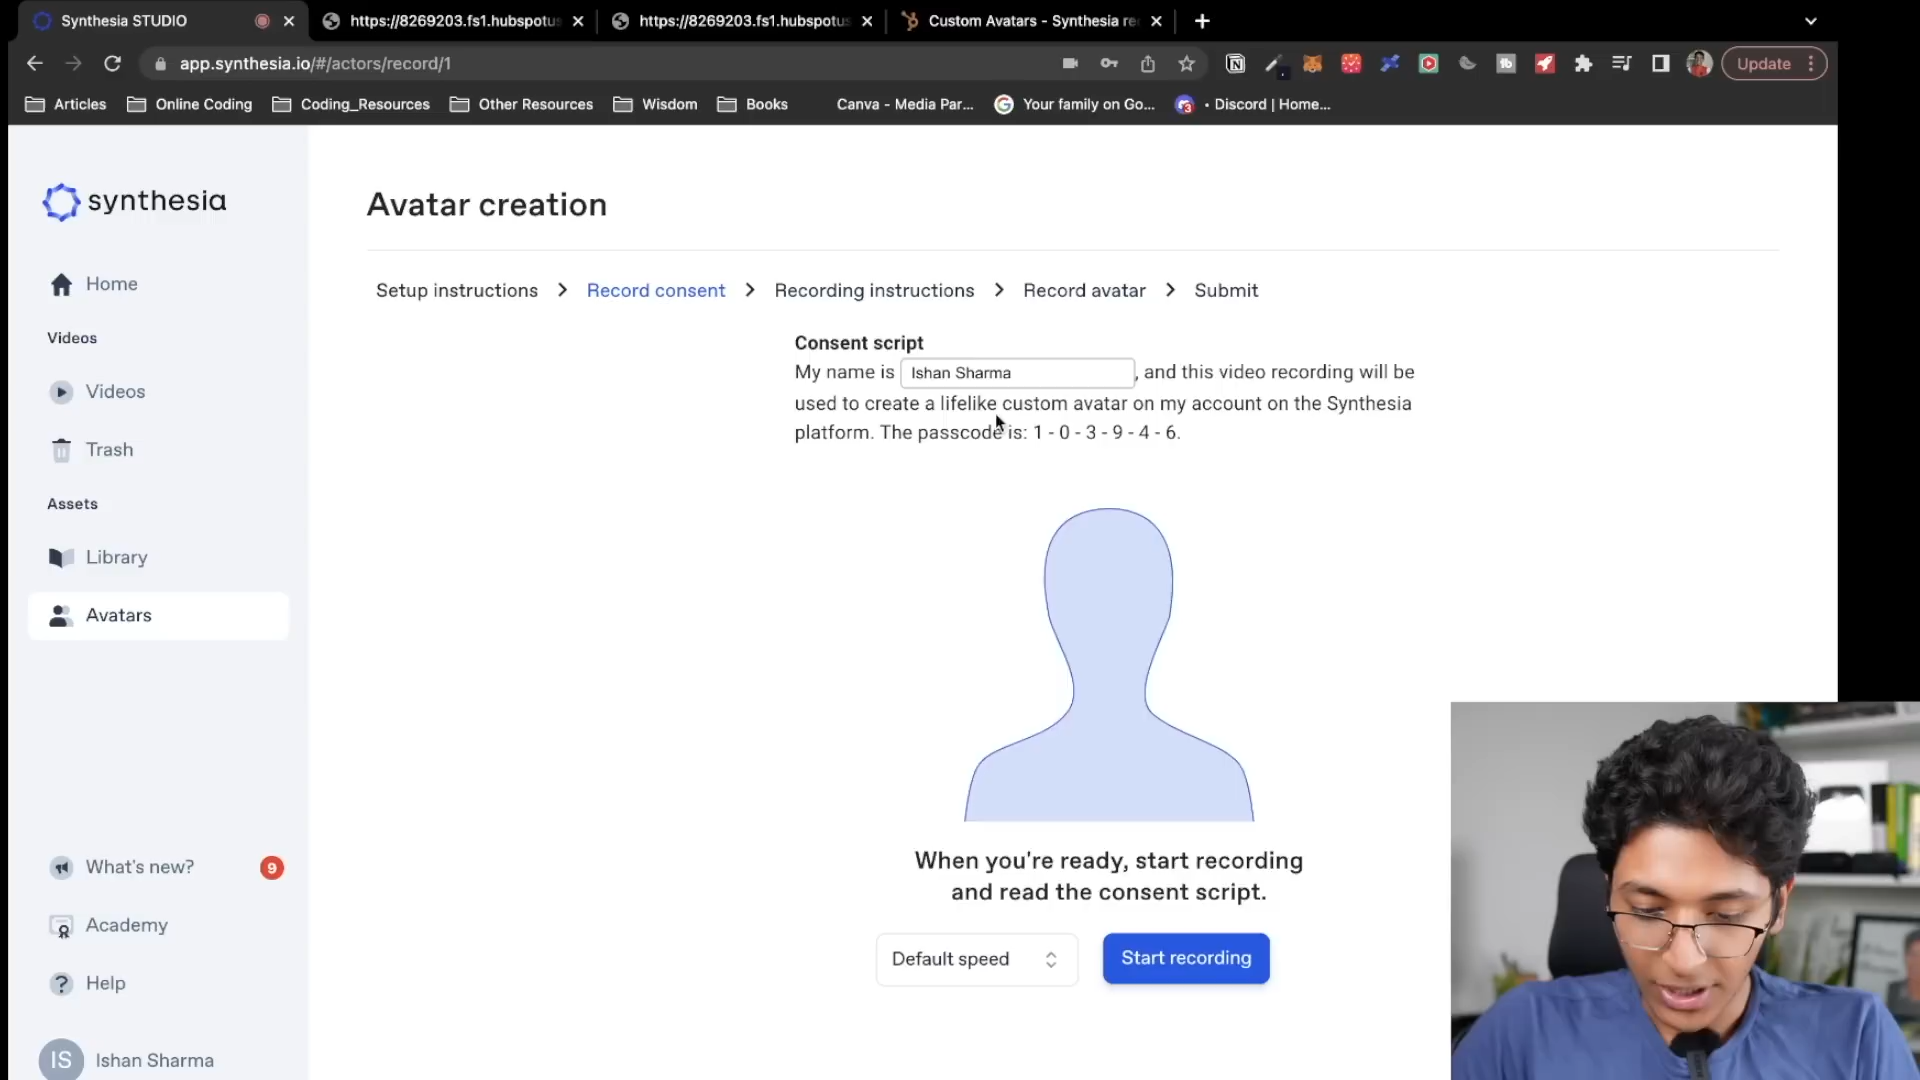 Synthesia STUDIO
https://8269203.fs1.hubspotus
https://8269203.fs1.hubspotus
Custom Avatars - Synthesia re
app.synthesia.io/#/actors/record/1
Update
Articles
Online Coding
Coding_Resources
Other Resources
Wisdom
Books
Canva - Media Par...
Your family on Go...
• Discord | Home...
synthesia
Home
Videos
Videos
Trash
Assets
Library
Avatars
What's new?
9
Academy
Help
IS
Ishan Sharma
Avatar creation
Setup instructions > Record consent > Recording instructions > Record avatar > Submit
Consent script
My name is Ishan Sharma, and this video recording will be
used to create a lifelike custom avatar on my account on the Synthesia
platform. The passcode is: 1 - 0 - 3 - 9 - 4 - 6.
When you're ready, start recording
and read the consent script.
Default speed
Start recording